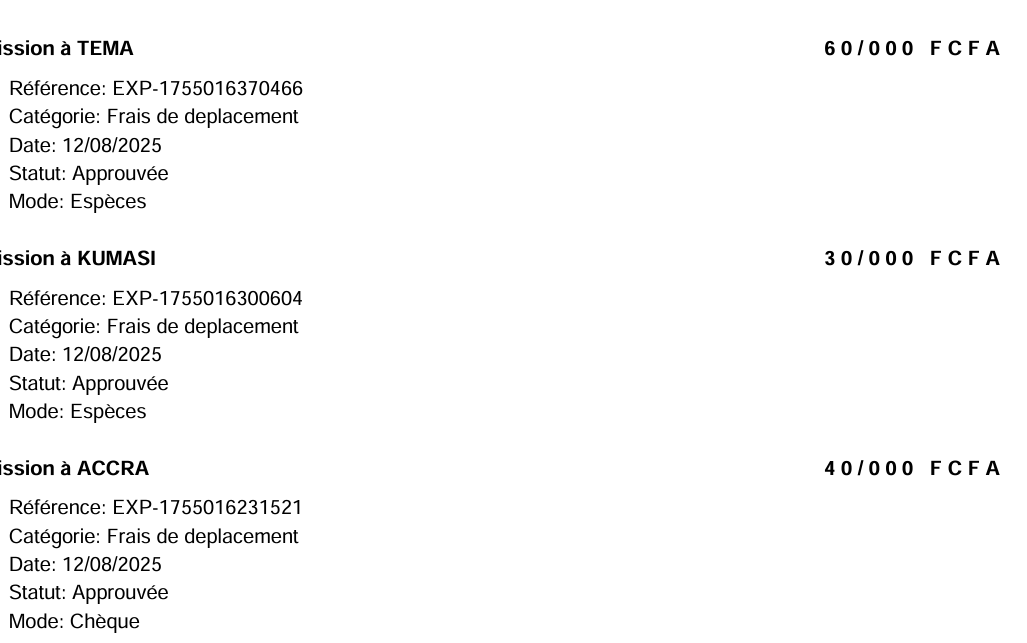 ission à TEMA 60/000 FCFA
Référence: EXP-1755016370466
Catégorie: Frais de deplacement
Date: 12/08/2025
Statut: Approuvée
Mode: Espèces
ission à KUMASI 30/000 FCFA
Référence: EXP-1755016300604
Catégorie: Frais de deplacement
Date: 12/08/2025
Statut: Approuvée
Mode: Espèces
ission à ACCRA 40/000 FCFA
Référence: EXP-1755016231521
Catégorie: Frais de deplacement
Date: 12/08/2025
Statut: Approuvée
Mode: Chèque